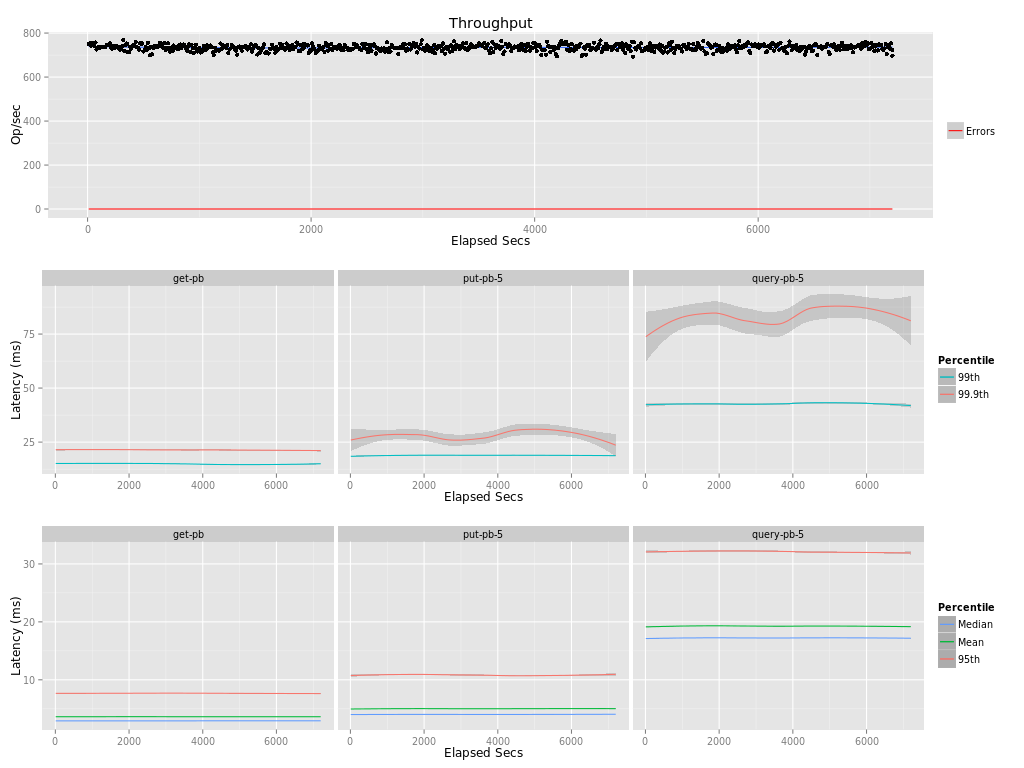 Throughput
Op/sec
800
600
400
200
0
0 2000 4000 6000
Elapsed Secs
Errors
get-pb put-pb-5 query-pb-5
Latency (ms)
75
50
25
0 2000 4000 6000 0 2000 4000 6000 0 2000 4000 6000
Elapsed Secs
Percentile
99th
99.9th
get-pb put-pb-5 query-pb-5
Latency (ms)
30
20
10
0 2000 4000 6000 0 2000 4000 6000 0 2000 4000 6000
Elapsed Secs
Percentile
Median
Mean
95th